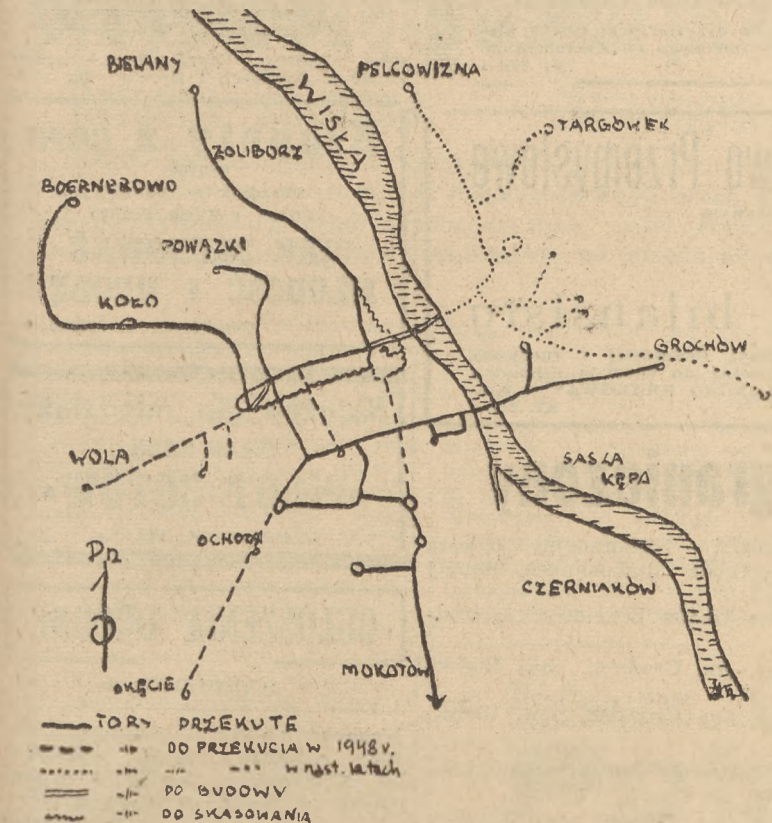 BIELANY
PELCOWIZNA
WISŁA
TARGÓWEK
ŻOLIBORZ
BOERNEROWO
POWĄZKI
KOŁO
GROCHÓW
WOLA
SASKA
KĘPA
OCHOTA
Pn
CZERNIAKÓW
MOKOTÓW
OKĘCIE
TORY PRZEKUTE
-"- DO PRZEKUCIA W 1948 r.
-"- -"- -"- w nast. latach
-"- DO BUDOWY
-"- DO SKASOWANIA